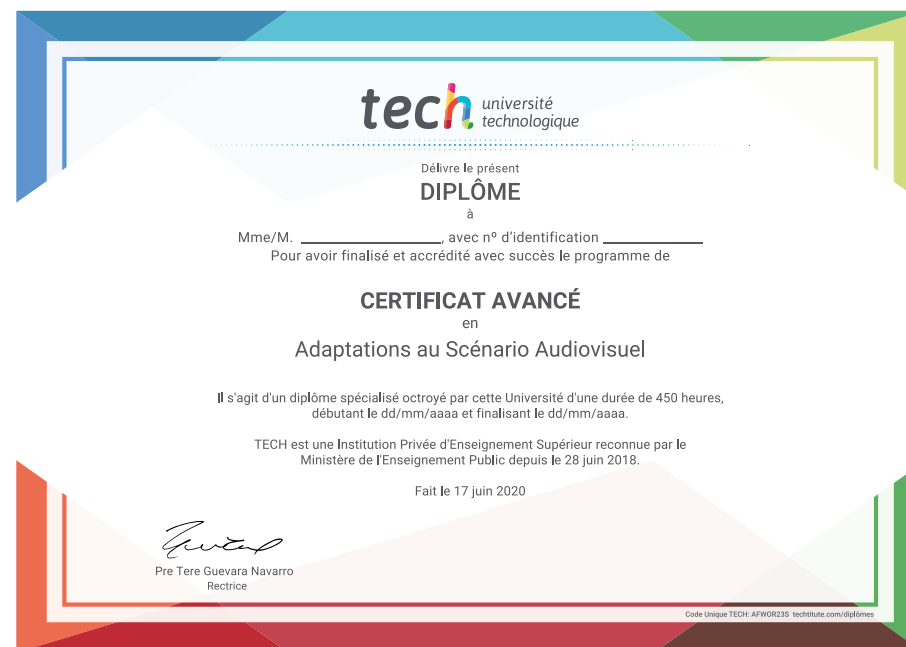 tech université
technologique
Délivre le présent
DIPLÔME
à
Mme/M. ____________________, avec nº d'identification ______________
Pour avoir finalisé et accrédité avec succès le programme de
CERTIFICAT AVANCÉ
en
Adaptations au Scénario Audiovisuel
Il s'agit d'un diplôme spécialisé octroyé par cette Université d'une durée de 450 heures,
débutant le dd/mm/aaaa et finalisant le dd/mm/aaaa.
TECH est une Institution Privée d'Enseignement Supérieur reconnue par le
Ministère de l'Enseignement Public depuis le 28 juin 2018.
Fait le 17 juin 2020
Pre Tere Guevara Navarro
Rectrice
Code Unique TECH: AFWOR23S techtitute.com/diplômes